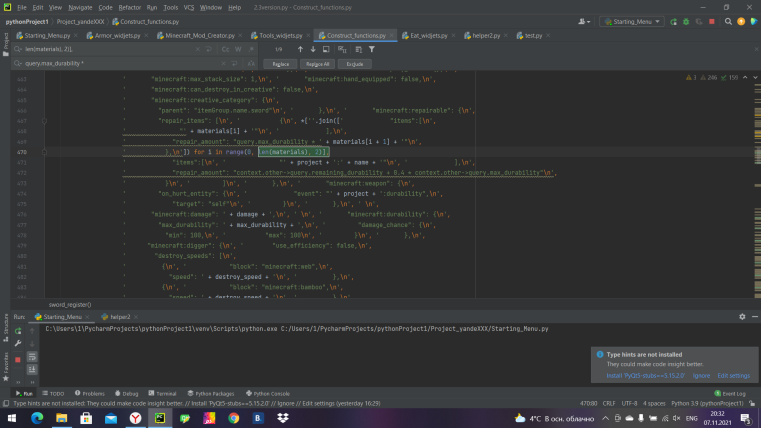 File Edit View Navigate Code Refactor Run Tools VCS Window Help 2.3version.py - Construct_functions.py
pythonProject1 Project_yandeXXX Construct_functions.py Starting_Menu
Starting_Menu.py Armor_widjets.py Minecraft_Mod_Creator.py Tools_widjets.py Construct_functions.py Eat_widjets.py helper2.py test.py
len(materials), 2)], Cc W 1/9
query.max_durability * Replace Replace All Exclude
463 ' "minecraft:max_stack_size": 1,\n', ' "minecraft:hand_equipped": false,\n',
464 ' "minecraft:can_destroy_in_creative": false,\n',
465 ' "minecraft:creative_category": {\n',
466 ' "parent": "itemGroup.name.sword"\n', ' },\n', ' "minecraft:repairable": {\n',
467 ' "repair_items": [\n', ' {\n', *[''.join([' "items":[\n',
468 ' "' + materials[i] + '"\n', ' ],\n',
' "repair_amount": "query.max_durability * ' + materials[i + 1] + '"\n',
470 ' },\n']) for i in range(0, len(materials), 2)],
' "items":[\n', ' "' + project + ':' + name + '"\n', ' ],\n',
' "repair_amount": "context.other->query.remaining_durability + 0.4 + context.other->query.max_durability"\n',
' }\n', ' ]\n', ' },\n', ' "minecraft:weapon": {\n',
' "on_hurt_entity": {\n', ' "event": "' + project + ':durability",\n',
' "target": "self"\n', ' }\n', ' },\n', ' \n',
' "minecraft:damage": ' + damage + ',\n', ' \n', ' "minecraft:durability": {\n',
' "max_durability": ' + max_durability + ',\n', ' "damage_chance": {\n',
' "min": 100,\n', ' "max": 100\n', ' }\n', ' },\n',
' "minecraft:digger": {\n', ' "use_efficiency": false,\n',
' "destroy_speeds": [\n',
' {\n', ' "block": "minecraft:web",\n',
' "speed": ' + destroy_speed + '\n', ' },\n',
' {\n', ' "block": "minecraft:bamboo",\n',
' "speed": ' + destroy_speed + '\n', ' },\n',
sword_register()
Run: Starting_Menu helper2
C:\Users\1\PycharmProjects\pythonProject1\venv\Scripts\python.exe C:/Users/1/PycharmProjects/pythonProject1/Project_yandeXXX/Starting_Menu.py
Type hints are not installed
They could make code insight better.
Install 'PyQt5-stubs==5.15.2.0' Ignore Edit settings
Run TODO Problems Debug Terminal Python Packages Python Console Event Log
Type hints are not installed: They could make code insight better. // Install 'PyQt5-stubs==5.15.2.0' // Ignore // Edit settings (yesterday 16:29) 470:80 CRLF UTF-8 4 spaces Python 3.9 (pythonProject1)
4°C В осн. облачно ENG 20:32
07.11.2021